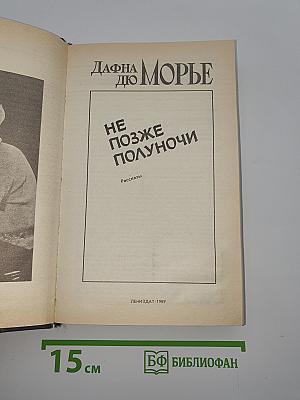 ДАФНА
ДЮ МОРЬЕ
НЕ
ПОЗЖЕ
ПОЛУНОЧИ
Рассказы
ЛЕНИЗДАТ · 1989
15 см
БФ БИБЛИОФАН